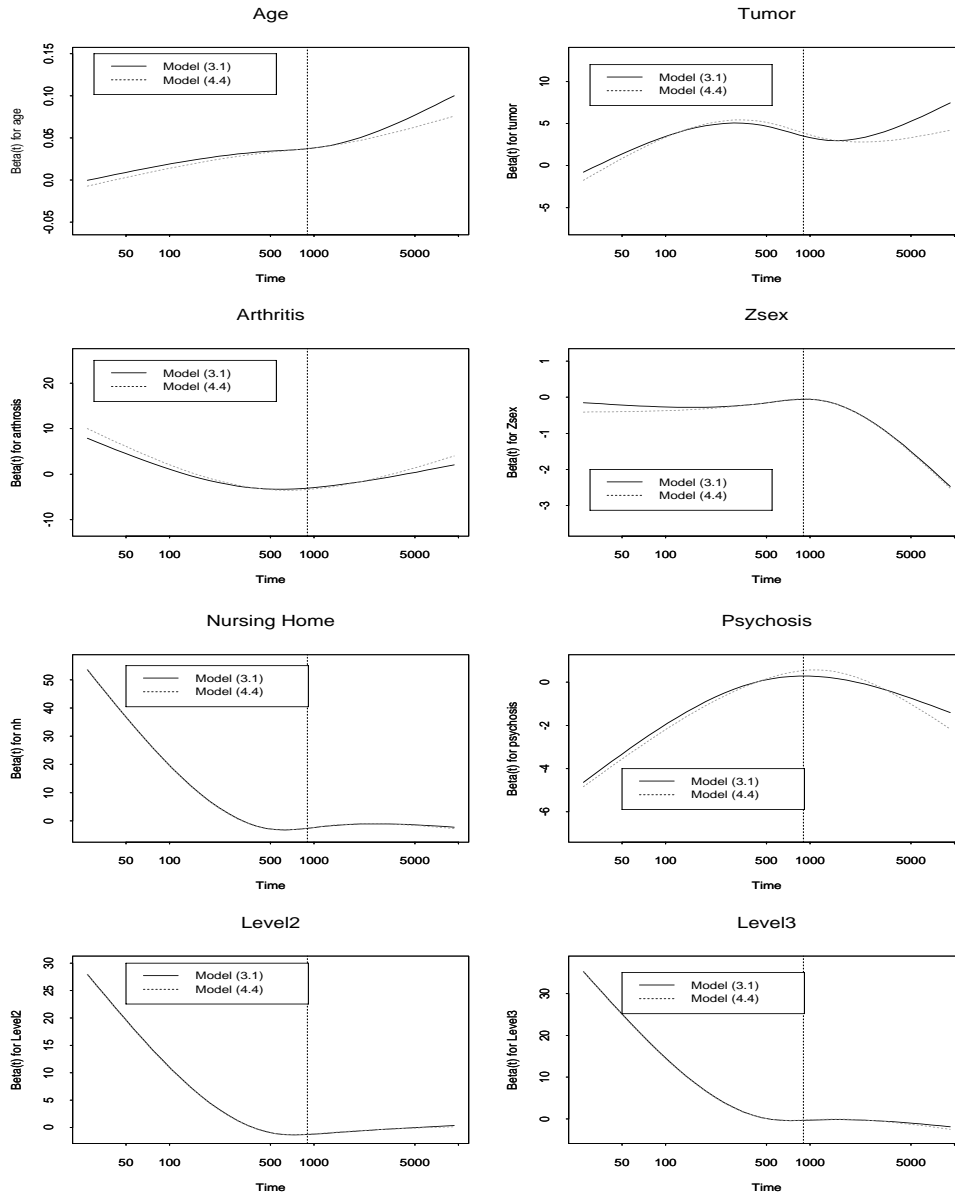 Age
Model (3.1)
Model (4.4)
Beta(t) for age
-0.05 0.0 0.05 0.10 0.15
50 100 500 1000 5000
Time
Tumor
Model (3.1)
Model (4.4)
Beta(t) for tumor
-5 0 5 10
50 100 500 1000 5000
Time
Arthritis
Model (3.1)
Model (4.4)
Beta(t) for arthrosis
-10 0 10 20
50 100 500 1000 5000
Time
Zsex
Model (3.1)
Model (4.4)
Beta(t) for Zsex
-3 -2 -1 0 1
50 100 500 1000 5000
Time
Nursing Home
Model (3.1)
Model (4.4)
Beta(t) for nh
0 10 20 30 40 50
50 100 500 1000 5000
Time
Psychosis
Model (3.1)
Model (4.4)
Beta(t) for psychosis
-6 -4 -2 0
50 100 500 1000 5000
Time
Level2
Model (3.1)
Model (4.4)
Beta(t) for Level2
0 5 10 15 20 25 30
50 100 500 1000 5000
Time
Level3
Model (3.1)
Model (4.4)
Beta(t) for Level3
0 10 20 30
50 100 500 1000 5000
Time